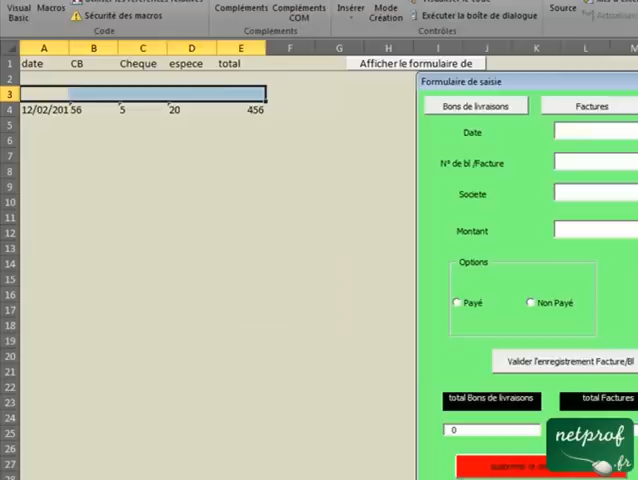 Visual
Basic
Macros
Sécurité des macros
Code
Compléments
Compléments
COM
Compléments
Insérer
Mode
Création
Visualiser le code
Exécuter la boîte de dialogue
Contrôles
Source
Actualiser
A B C D E F G H I J K L M
1 date CB Cheque espece total Afficher le formulaire de
2
3
4 12/02/201 56 5 20 456
5
6
7
8
9
10
11
12
13
14
15
16
17
18
19
20
21
22
23
24
25
26
27
Formulaire de saisie
Bons de livraisons Factures
Date
N° de bl /Facture
Societe
Montant
Options
Payé Non Payé
Valider l'enregistrement Facture/Bl
total Bons de livraisons total Factures
0
netprof
.fr